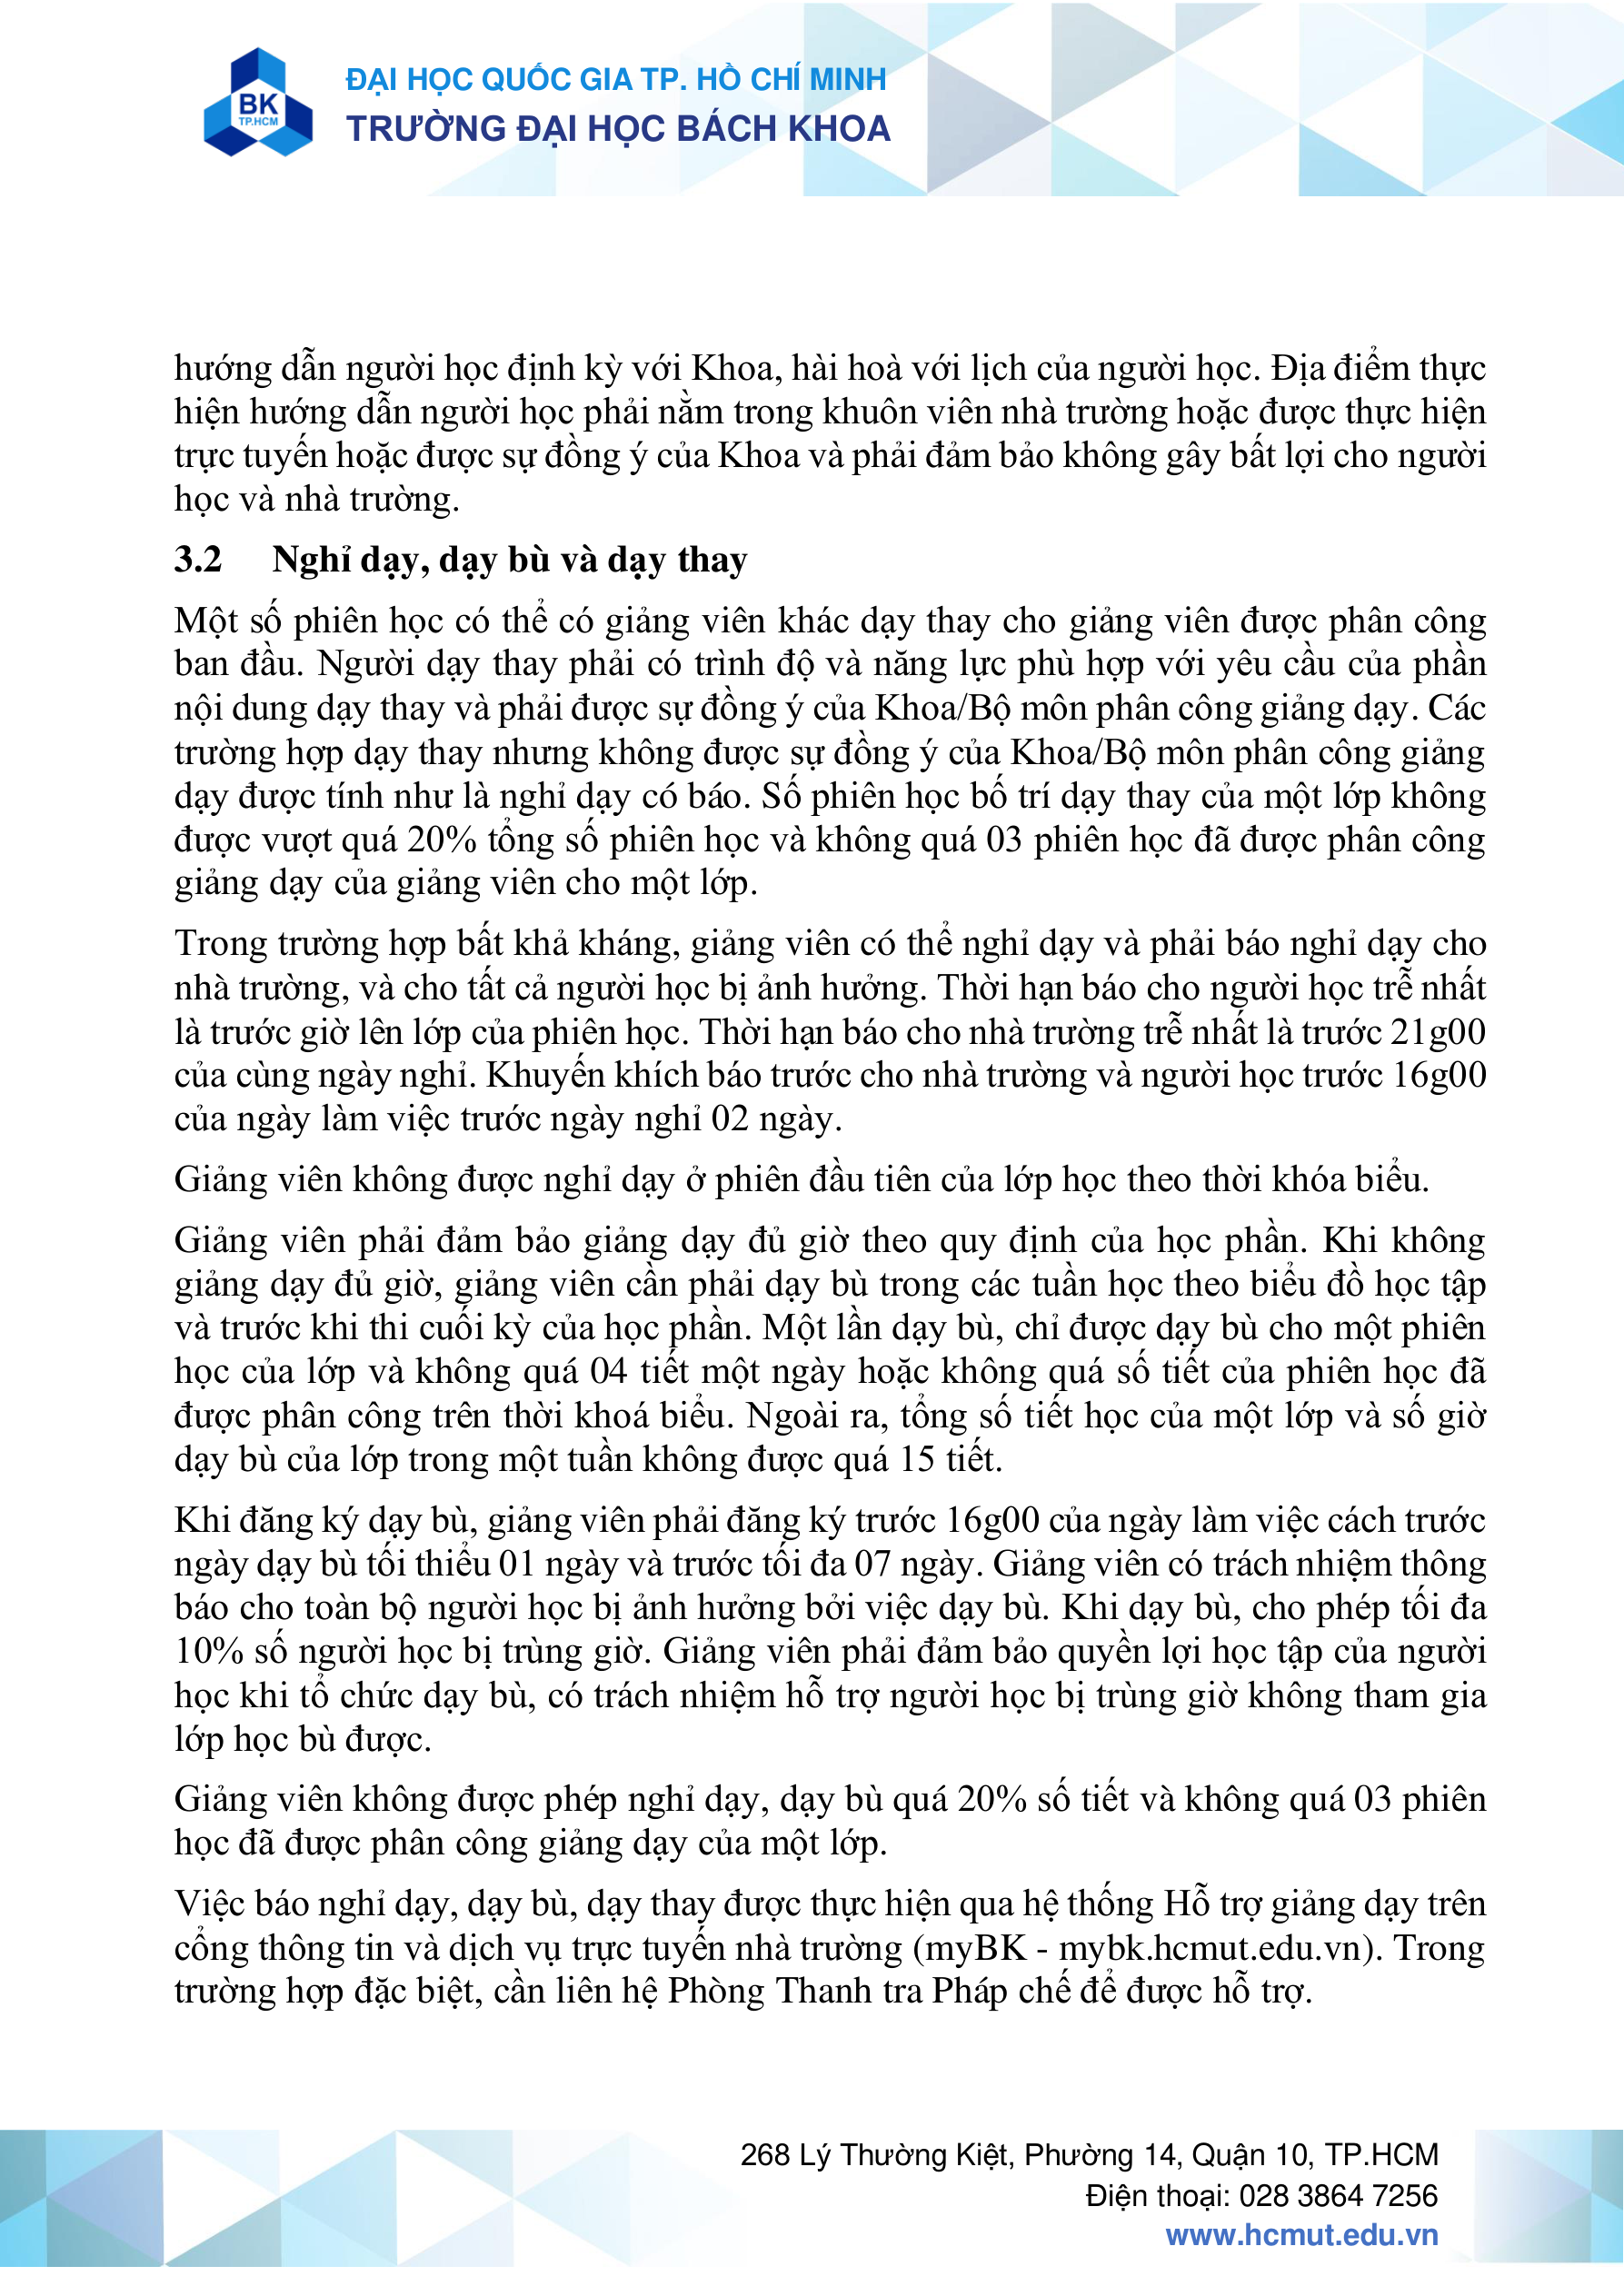 BK
TP.HCM
ĐẠI HỌC QUỐC GIA TP. HỒ CHÍ MINH
TRƯỜNG ĐẠI HỌC BÁCH KHOA
hướng dẫn người học định kỳ với Khoa, hài hoà với lịch của người học. Địa điểm thực
hiện hướng dẫn người học phải nằm trong khuôn viên nhà trường hoặc được thực hiện
trực tuyến hoặc được sự đồng ý của Khoa và phải đảm bảo không gây bất lợi cho người
học và nhà trường.
3.2 Nghỉ dạy, dạy bù và dạy thay
Một số phiên học có thể có giảng viên khác dạy thay cho giảng viên được phân công
ban đầu. Người dạy thay phải có trình độ và năng lực phù hợp với yêu cầu của phần
nội dung dạy thay và phải được sự đồng ý của Khoa/Bộ môn phân công giảng dạy. Các
trường hợp dạy thay nhưng không được sự đồng ý của Khoa/Bộ môn phân công giảng
dạy được tính như là nghỉ dạy có báo. Số phiên học bố trí dạy thay của một lớp không
được vượt quá 20% tổng số phiên học và không quá 03 phiên học đã được phân công
giảng dạy của giảng viên cho một lớp.
Trong trường hợp bất khả kháng, giảng viên có thể nghỉ dạy và phải báo nghỉ dạy cho
nhà trường, và cho tất cả người học bị ảnh hưởng. Thời hạn báo cho người học trễ nhất
là trước giờ lên lớp của phiên học. Thời hạn báo cho nhà trường trễ nhất là trước 21g00
của cùng ngày nghỉ. Khuyến khích báo trước cho nhà trường và người học trước 16g00
của ngày làm việc trước ngày nghỉ 02 ngày.
Giảng viên không được nghỉ dạy ở phiên đầu tiên của lớp học theo thời khóa biểu.
Giảng viên phải đảm bảo giảng dạy đủ giờ theo quy định của học phần. Khi không
giảng dạy đủ giờ, giảng viên cần phải dạy bù trong các tuần học theo biểu đồ học tập
và trước khi thi cuối kỳ của học phần. Một lần dạy bù, chỉ được dạy bù cho một phiên
học của lớp và không quá 04 tiết một ngày hoặc không quá số tiết của phiên học đã
được phân công trên thời khoá biểu. Ngoài ra, tổng số tiết học của một lớp và số giờ
dạy bù của lớp trong một tuần không được quá 15 tiết.
Khi đăng ký dạy bù, giảng viên phải đăng ký trước 16g00 của ngày làm việc cách trước
ngày dạy bù tối thiểu 01 ngày và trước tối đa 07 ngày. Giảng viên có trách nhiệm thông
báo cho toàn bộ người học bị ảnh hưởng bởi việc dạy bù. Khi dạy bù, cho phép tối đa
10% số người học bị trùng giờ. Giảng viên phải đảm bảo quyền lợi học tập của người
học khi tổ chức dạy bù, có trách nhiệm hỗ trợ người học bị trùng giờ không tham gia
lớp học bù được.
Giảng viên không được phép nghỉ dạy, dạy bù quá 20% số tiết và không quá 03 phiên
học đã được phân công giảng dạy của một lớp.
Việc báo nghỉ dạy, dạy bù, dạy thay được thực hiện qua hệ thống Hỗ trợ giảng dạy trên
cổng thông tin và dịch vụ trực tuyến nhà trường (myBK - mybk.hcmut.edu.vn). Trong
trường hợp đặc biệt, cần liên hệ Phòng Thanh tra Pháp chế để được hỗ trợ.
268 Lý Thường Kiệt, Phường 14, Quận 10, TP.HCM
Điện thoại: 028 3864 7256
www.hcmut.edu.vn